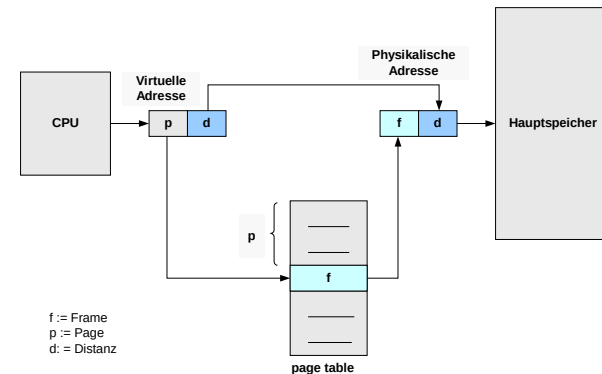 Virtuelle
Adresse
Physikalische
Adresse
CPU
p
d
f
d
Hauptspeicher
p
f
f := Frame
p := Page
d: = Distanz
page table